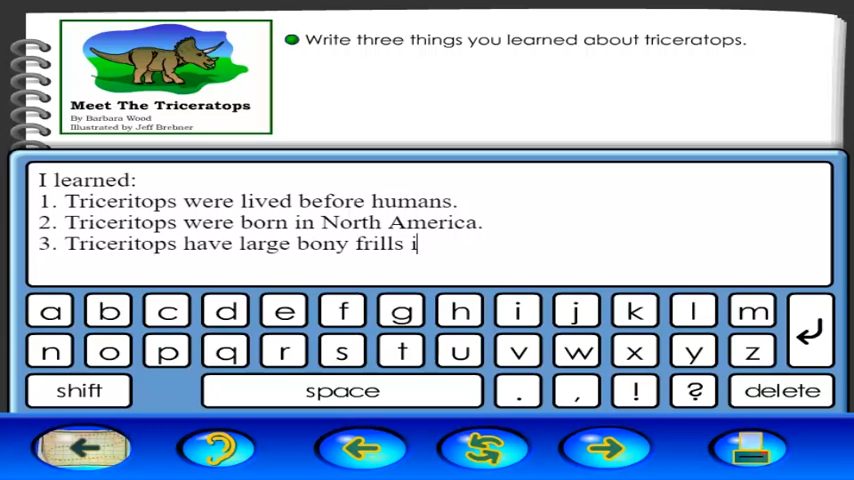 Write three things you learned about triceratops.
Meet The Triceratops
By Barbara Wood
Illustrated by Jeff Brebner
I learned:
1. Triceritops were lived before humans.
2. Triceritops were born in North America.
3. Triceritops have large bony frills i
a b c d e f g h i j k l m
n o p q r s t u v w x y z
shift space . , ! ? delete